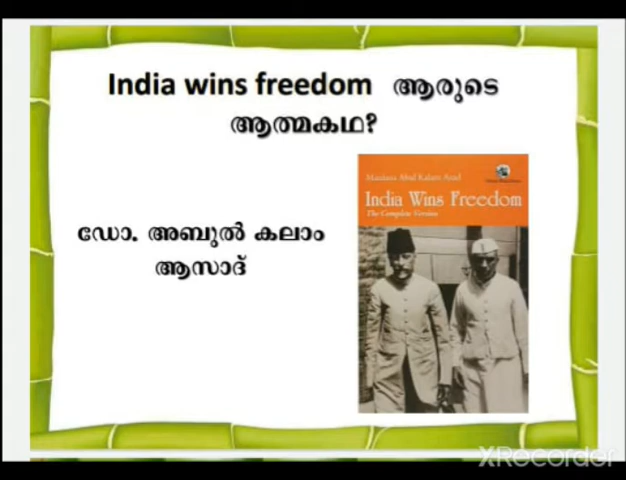 India wins freedom ആരുടെ
ആത്മകഥ?
ഡോ. അബുൽ കലാം
ആസാദ്
Maulana Abul Kalam Azad
India Wins Freedom
The Complete Version
XRecorder